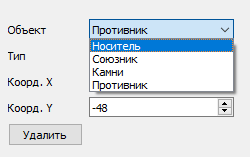 Объект Противник
Носитель
Тип Союзник
Камни
Коорд. X Противник
Коорд. Y -48
Удалить